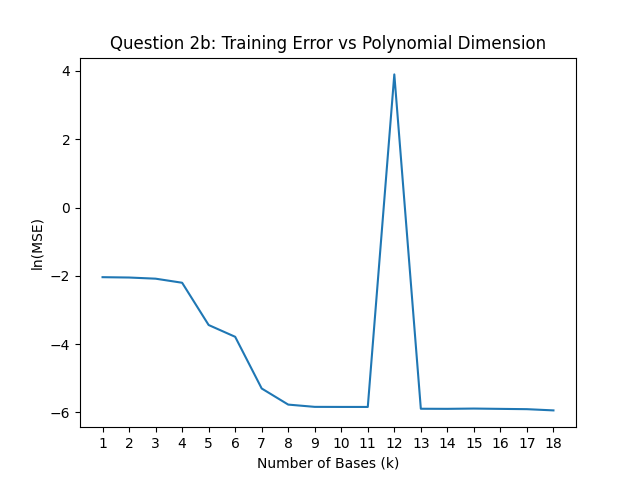 Question 2b: Training Error vs Polynomial Dimension
4
2
0
−2
−4
−6
ln(MSE)
1 2 3 4 5 6 7 8 9 10 11 12 13 14 15 16 17 18
Number of Bases (k)